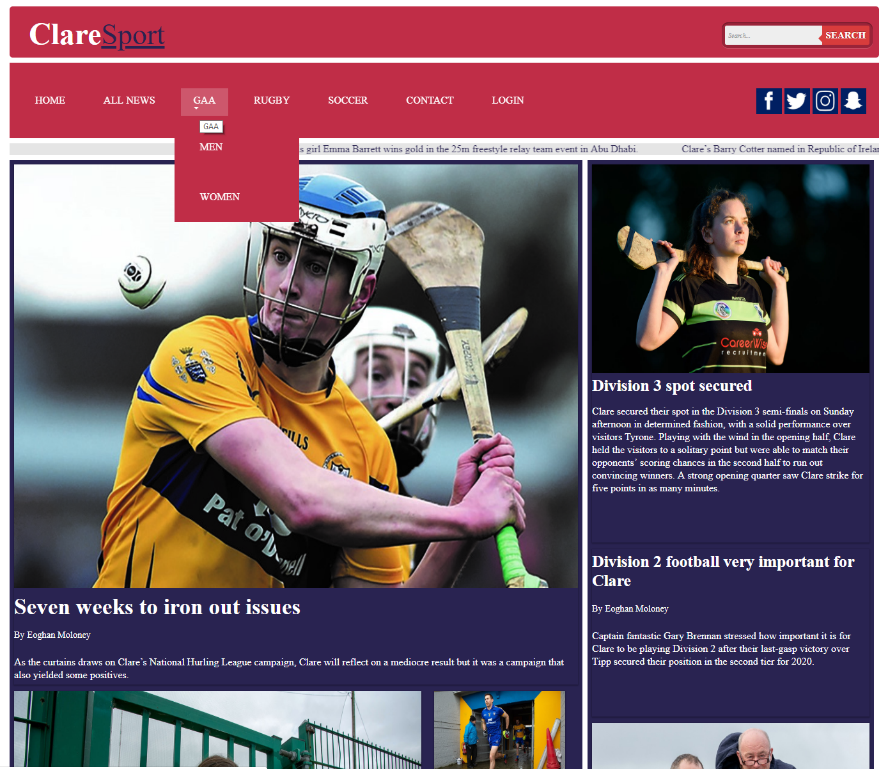 ClareSport
Search...
SEARCH
HOME
ALL NEWS
GAA
RUGBY
SOCCER
CONTACT
LOGIN
GAA
MEN
WOMEN
s girl Emma Barrett wins gold in the 25m freestyle relay team event in Abu Dhabi.
Clare's Barry Cotter named in Republic of Irelan
Pat O'Donnell
Seven weeks to iron out issues
By Eoghan Moloney
As the curtains draws on Clare's National Hurling League campaign, Clare will reflect on a mediocre result but it was a campaign that
also yielded some positives.
CareerWise
recruitment
Division 3 spot secured
Clare secured their spot in the Division 3 semi-finals on Sunday
afternoon in determined fashion, with a solid performance over
visitors Tyrone. Playing with the wind in the opening half, Clare
held the visitors to a solitary point but were able to match their
opponents' scoring chances in the second half to run out
convincing winners. A strong opening quarter saw Clare strike for
five points in as many minutes.
Division 2 football very important for
Clare
By Eoghan Moloney
Captain fantastic Gary Brennan stressed how important it is for
Clare to be playing Division 2 after their last-gasp victory over
Tipp secured their position in the second tier for 2020.